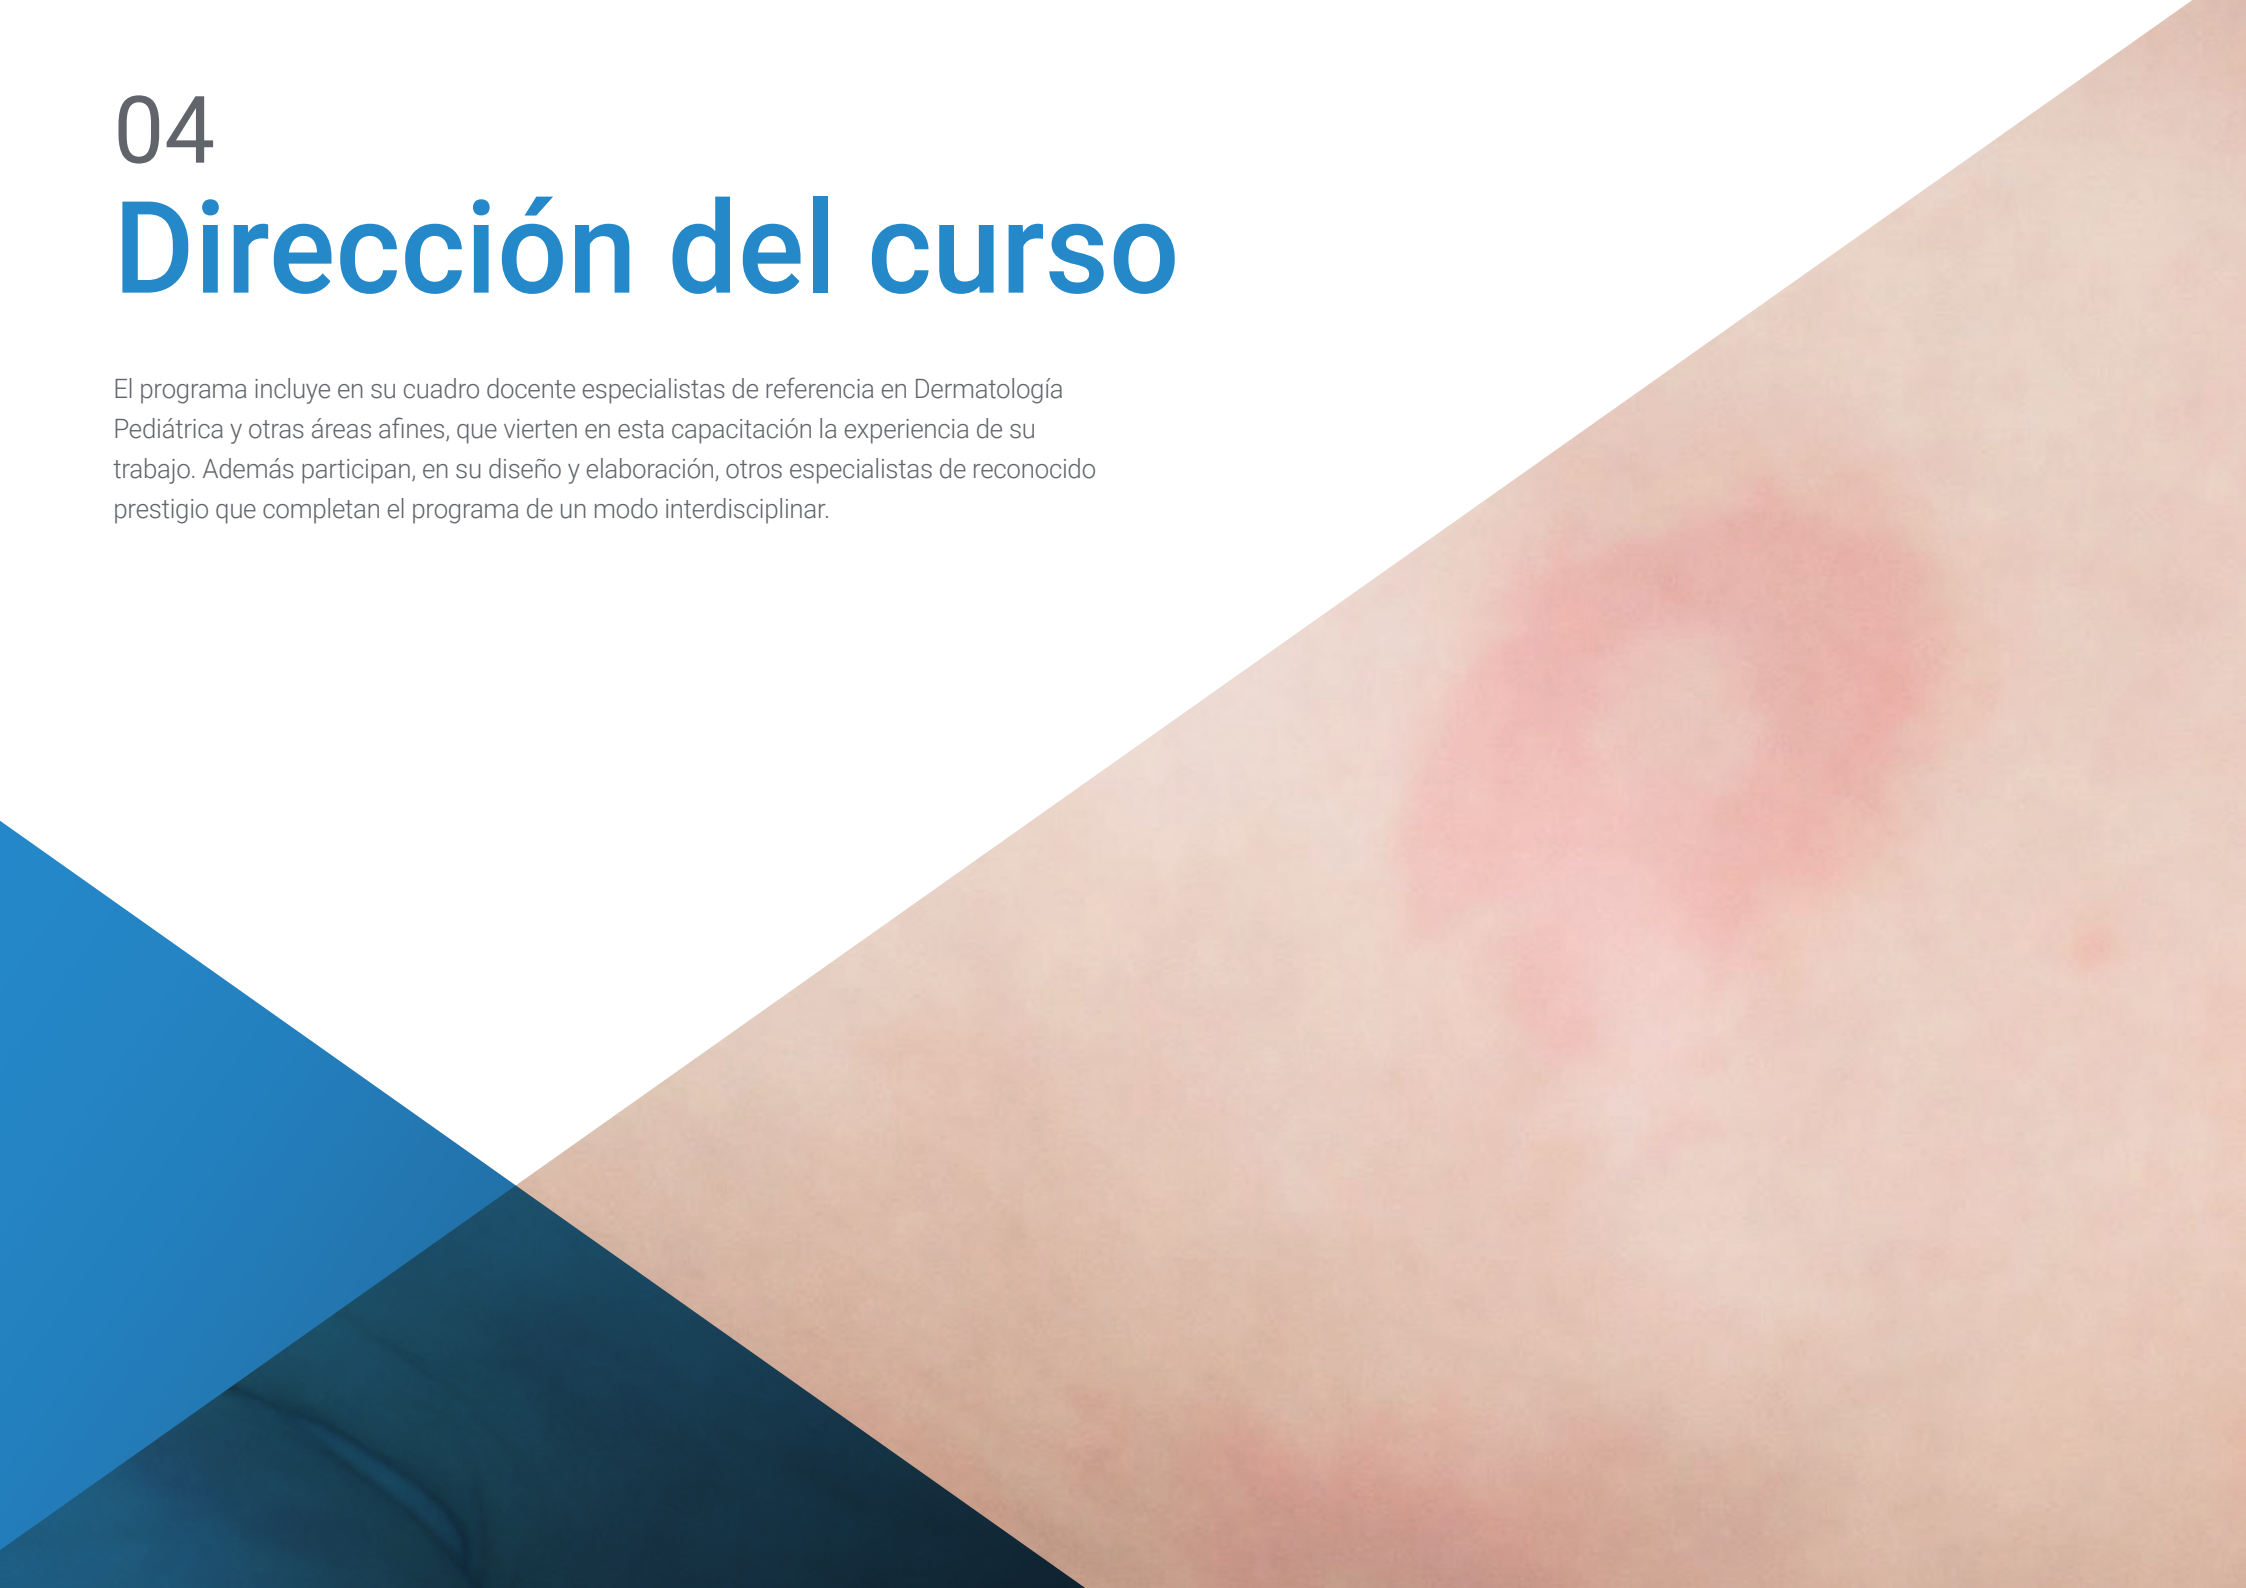 04
Dirección del curso
El programa incluye en su cuadro docente especialistas de referencia en Dermatología
Pediátrica y otras áreas afines, que vierten en esta capacitación la experiencia de su
trabajo. Además participan, en su diseño y elaboración, otros especialistas de reconocido
prestigio que completan el programa de un modo interdisciplinar.